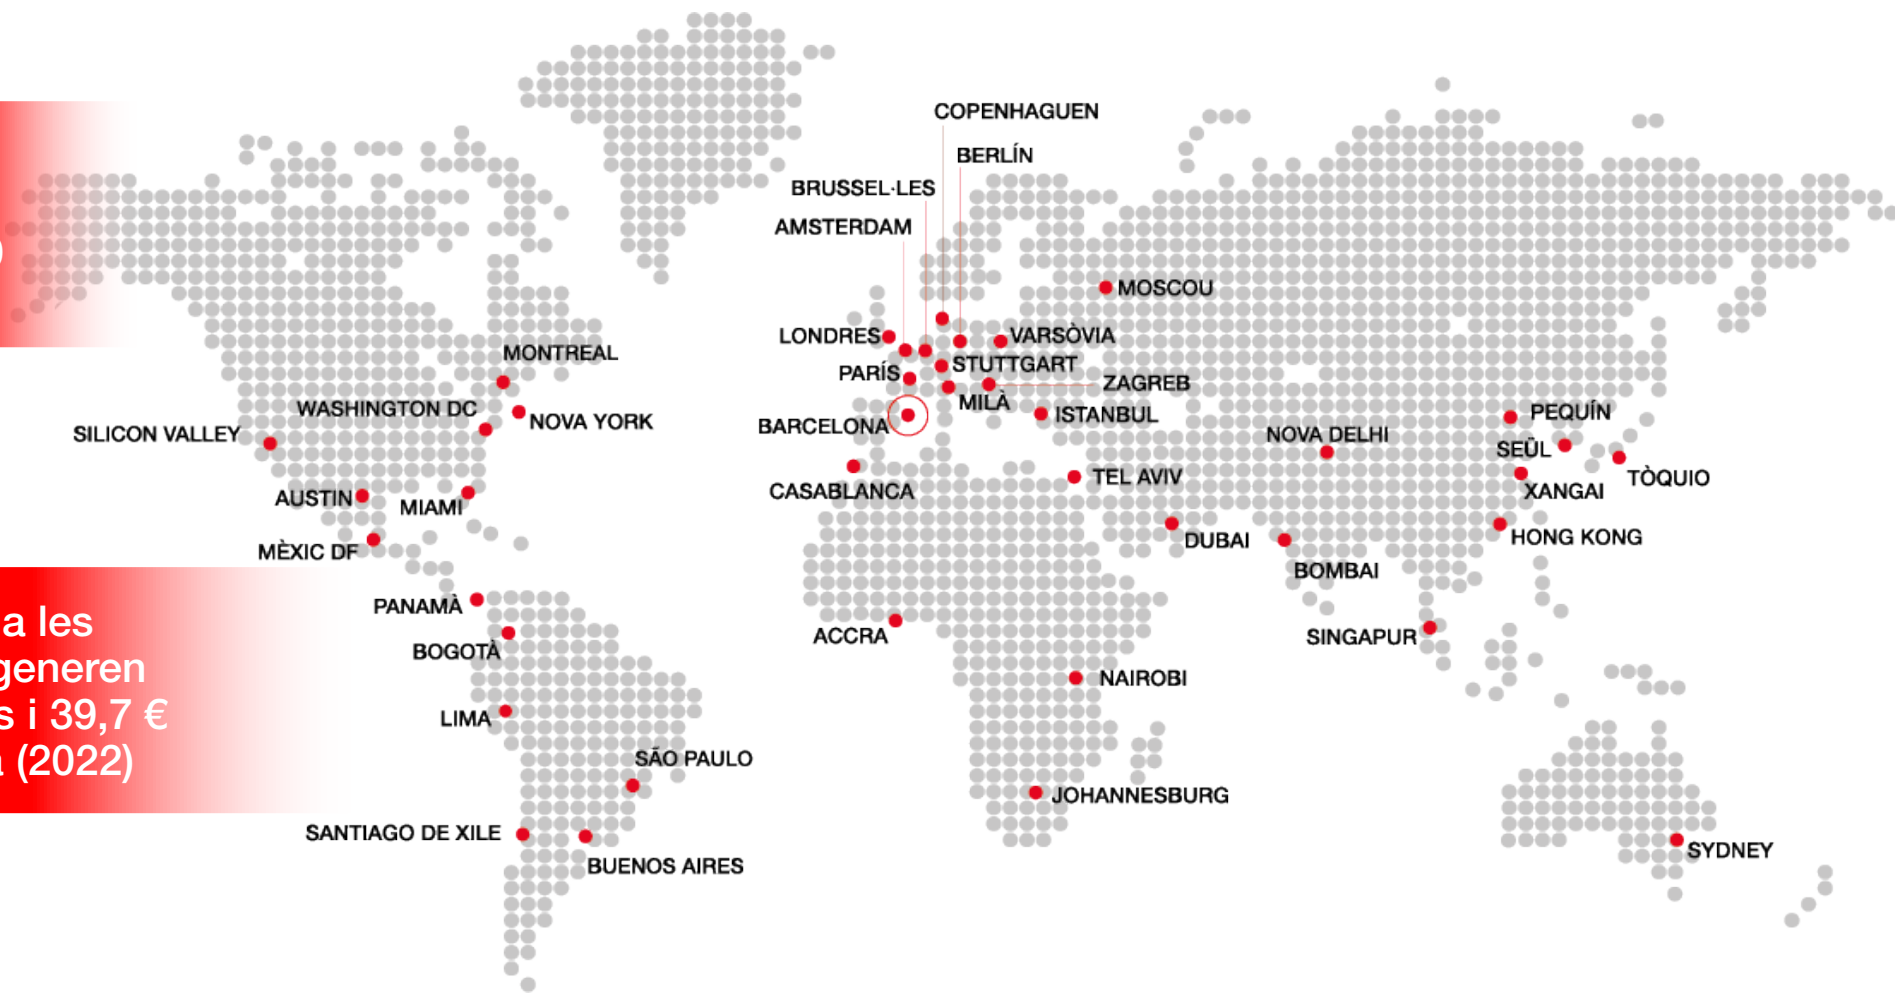 COPENHAGUEN
BERLÍN
BRUSSEL·LES
AMSTERDAM
)
MOSCOU
LONDRES
VARSÒVIA
MONTREAL
STUTTGART
PARÍS
ZAGREB
MILÀ
WASHINGTON DC
NOVA YORK
ISTANBUL
PEQUÍN
BARCELONA
SILICON VALLEY
NOVA DELHI
SEÜL
TEL AVIV
TÒQUIO
CASABLANCA
XANGAI
AUSTIN
MIAMI
HONG KONG
DUBAI
MÈXIC DF
BOMBAI
PANAMÀ
a les
ACCRA
SINGAPUR
BOGOTÀ
generen
NAIROBI
s i 39,7 €
LIMA
a (2022)
SÃO PAULO
JOHANNESBURG
SANTIAGO DE XILE
SYDNEY
BUENOS AIRES